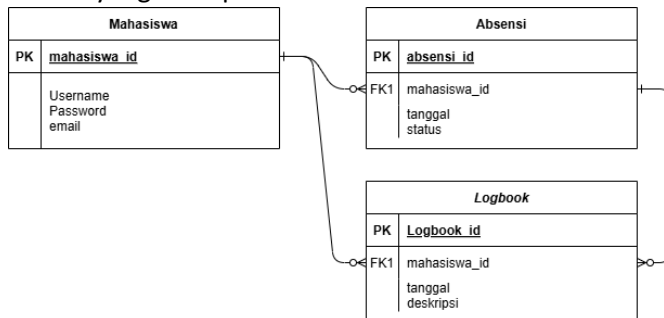 Mahasiswa
PK mahasiswa_id
Username
Password
email
Absensi
PK absensi_id
FK1 mahasiswa_id
tanggal
status
Logbook
PK Logbook_id
FK1 mahasiswa_id
tanggal
deskripsi